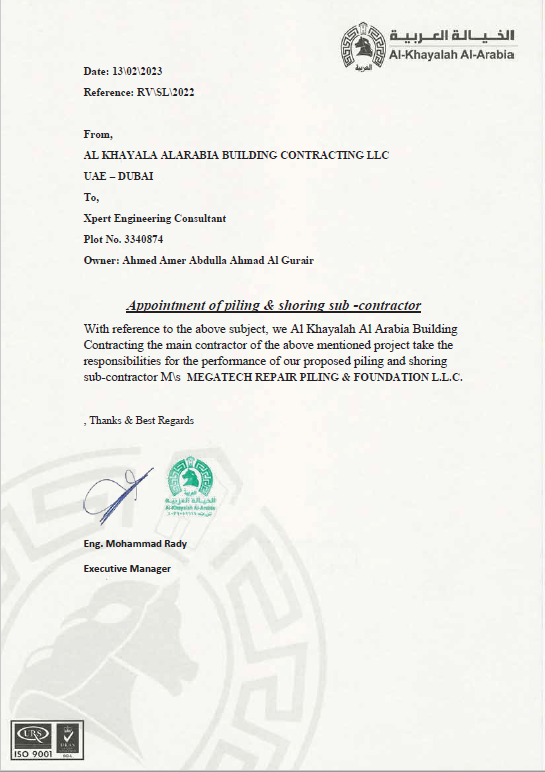 الخيالة العربية
Al-Khayalah Al-Arabia
العربية
Date: 13\02\2023
Reference: RV\SL\2022
From,
AL KHAYALA ALARABIA BUILDING CONTRACTING LLC
UAE – DUBAI
To,
Xpert Engineering Consultant
Plot No. 3340874
Owner: Ahmed Amer Abdulla Ahmad Al Gurair
Appointment of piling & shoring sub -contractor
With reference to the above subject, we Al Khayalah Al Arabia Building
Contracting the main contractor of the above mentioned project take the
responsibilities for the performance of our proposed piling and shoring
sub-contractor M\s MEGATECH REPAIR PILING & FOUNDATION L.L.C.
, Thanks & Best Regards
العربية
الخيالة العربية
Al-Khayalah Al-Arabia
Eng. Mohammad Rady
Executive Manager
URS
UKAS
ISO 9001